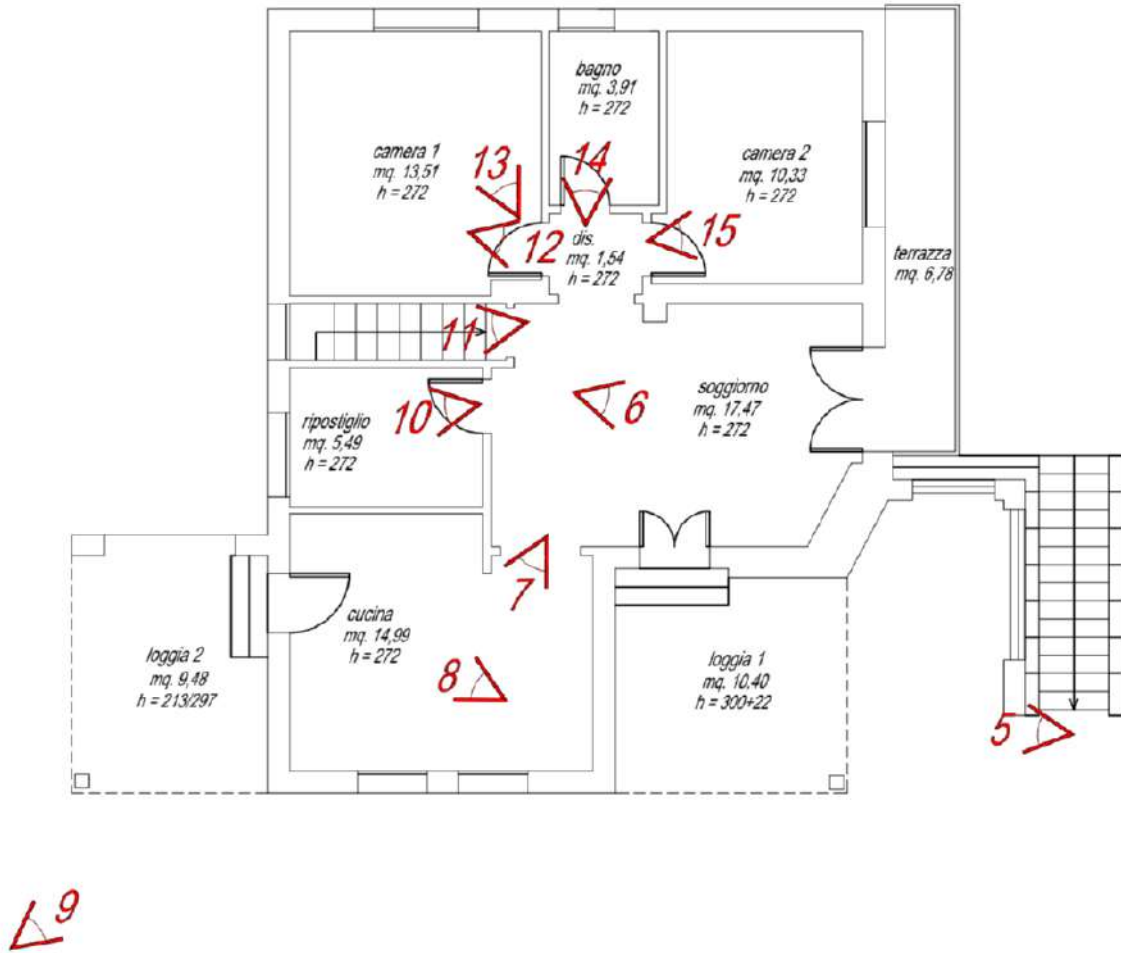 bagno
mq. 3,91
h = 272
camera 1
mq. 13,51
h = 272
13
14
camera 2
mq. 10,33
h = 272
12
dis.
mq. 1,54
h = 272
15
terrazza
mq. 6,78
11
10
ripostiglio
mq. 5,49
h = 272
6
soggiorno
mq. 17,47
h = 272
7
cucina
mq. 14,99
h = 272
8
loggia 2
mq. 9,48
h = 213/297
loggia 1
mq. 10,40
h = 300+22
5
9